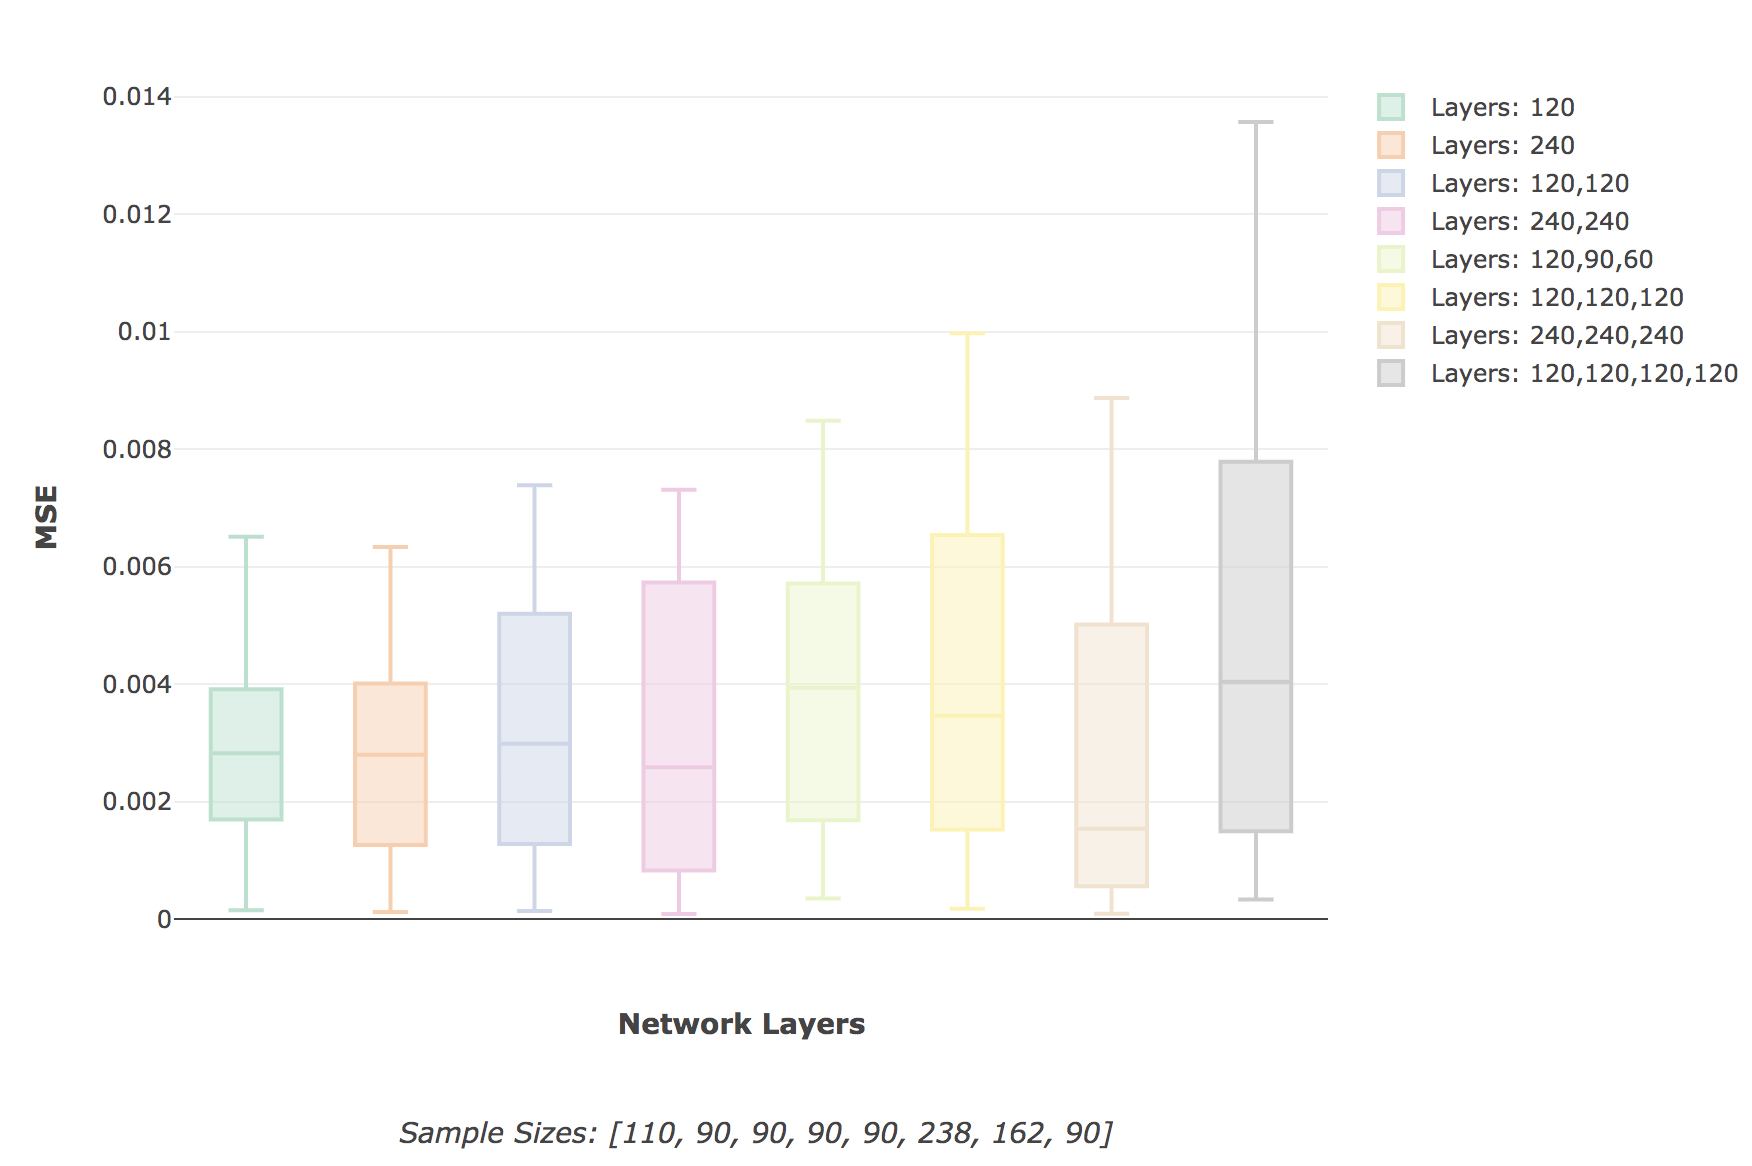 0.014
0.012
0.01
0.008
0.006
0.004
0.002
0
MSE
Network Layers
Sample Sizes: [110, 90, 90, 90, 90, 238, 162, 90]
Layers: 120
Layers: 240
Layers: 120,120
Layers: 240,240
Layers: 120,90,60
Layers: 120,120,120
Layers: 240,240,240
Layers: 120,120,120,120